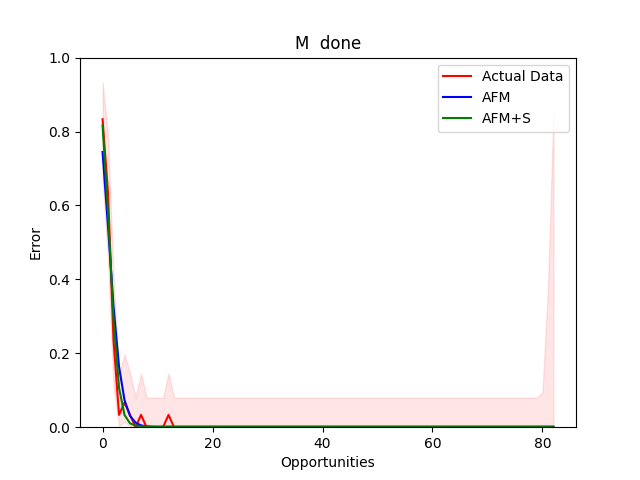 M  done
Actual Data
AFM
AFM+S
Error
1.0
0.8
0.6
0.4
0.2
0.0
0 20 40 60 80
Opportunities